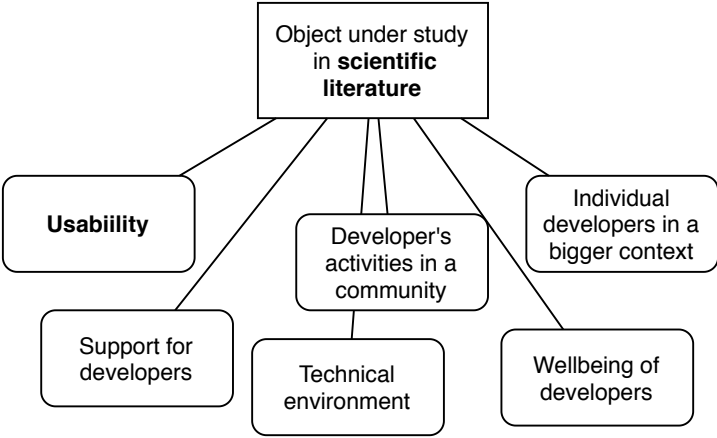 Object under study
in scientific
literature
Usabiility
Individual
developers in a
bigger context
Developer's
activities in a
community
Support for
developers
Technical
environment
Wellbeing of
developers